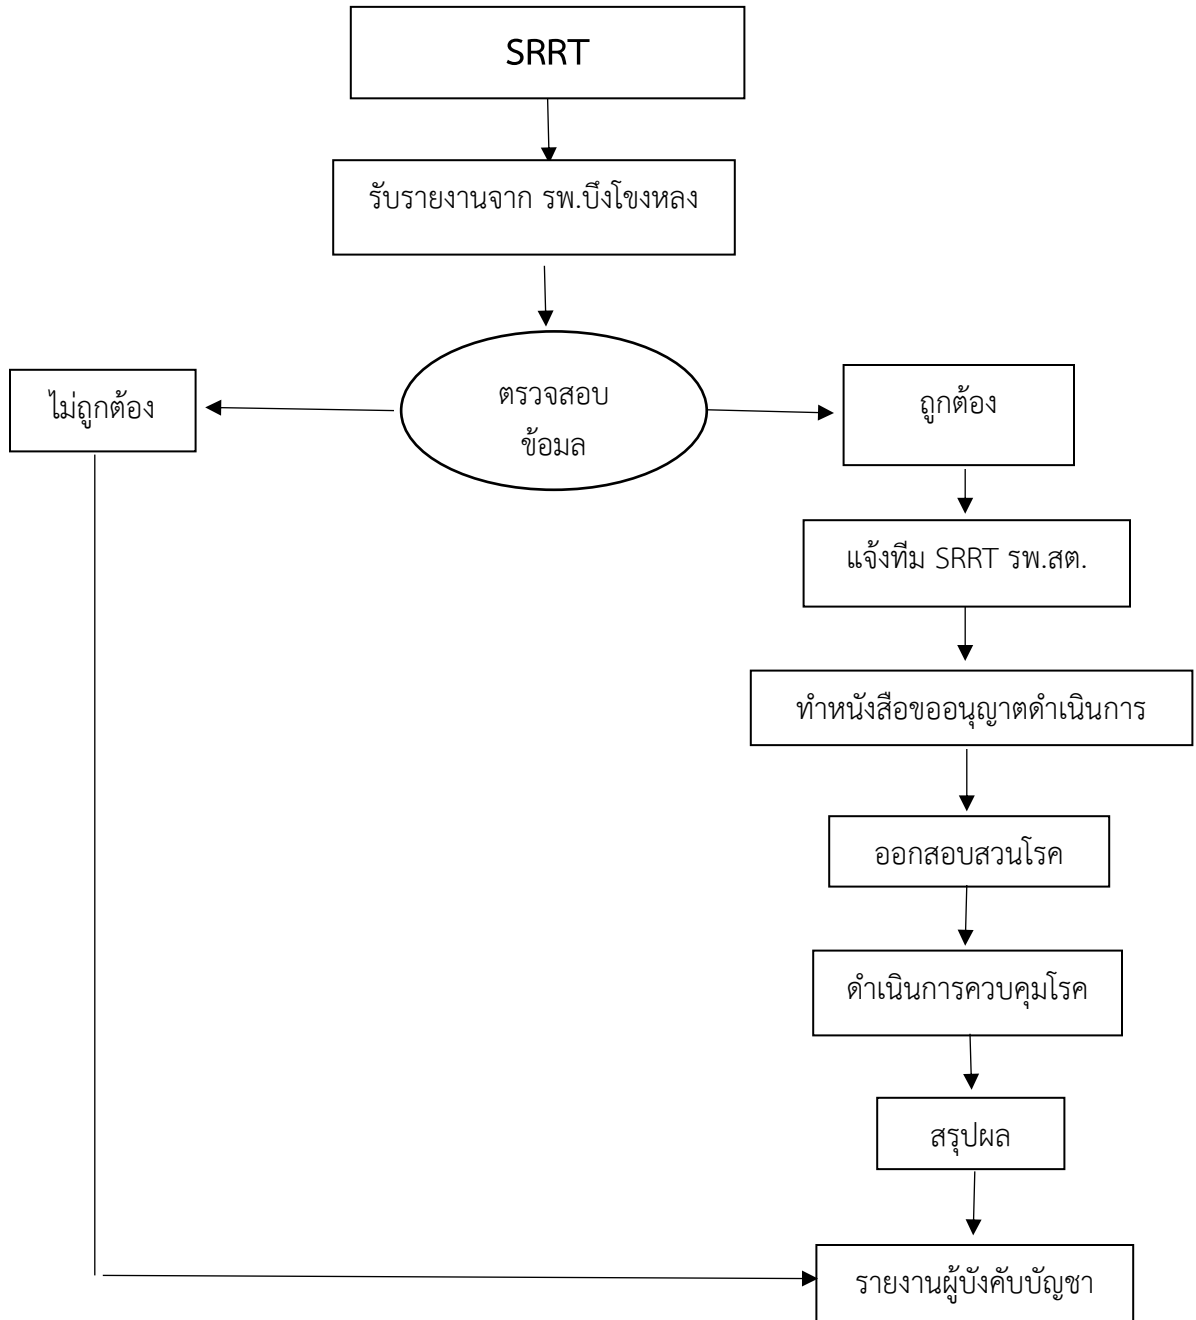 SRRT
รับรายงานจาก รพ.บึงโขงหลง
ตรวจสอบ
ข้อมล
ไม่ถูกต้อง
ถูกต้อง
แจ้งทีม SRRT รพ.สต.
ทำหนังสือขออนุญาตดำเนินการ
ออกสอบสวนโรค
ดำเนินการควบคุมโรค
สรุปผล
รายงานผู้บังคับบัญชา